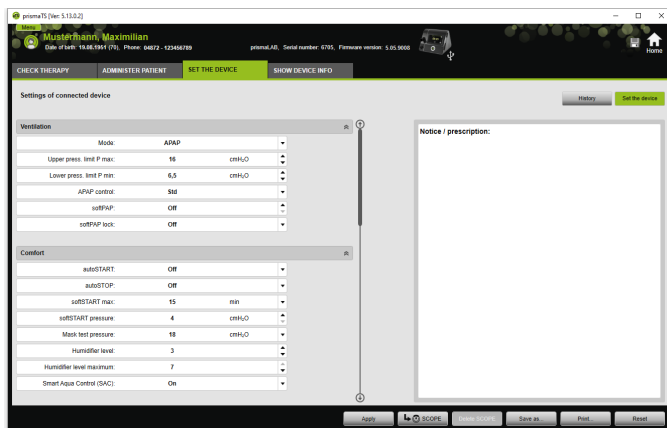 prismaTS [Ver. 5.13.0.2]
Menu
Mustermann, Maximilian
Date of birth: 19.08.1951 (70), Phone: 04872 - 123456789
prismaLAB, Serial number: 6705, Firmware version: 5.05.9008
Home
CHECK THERAPY ADMINISTER PATIENT SET THE DEVICE SHOW DEVICE INFO
Settings of connected device
History Set the device
Ventilation
Mode: APAP
Upper press. limit P max: 16 cmH₂O
Lower press. limit P min: 6,5 cmH₂O
APAP control: Std
softPAP: Off
softPAP lock: Off
Comfort
autoSTART: Off
autoSTOP: Off
softSTART max: 15 min
softSTART pressure: 4 cmH₂O
Mask test pressure: 18 cmH₂O
Humidifier level: 3
Humidifier level maximum: 7
Smart Aqua Control (SAC): On
Notice / prescription:
Apply SCOPE Delete SCOPE Save as... Print... Reset